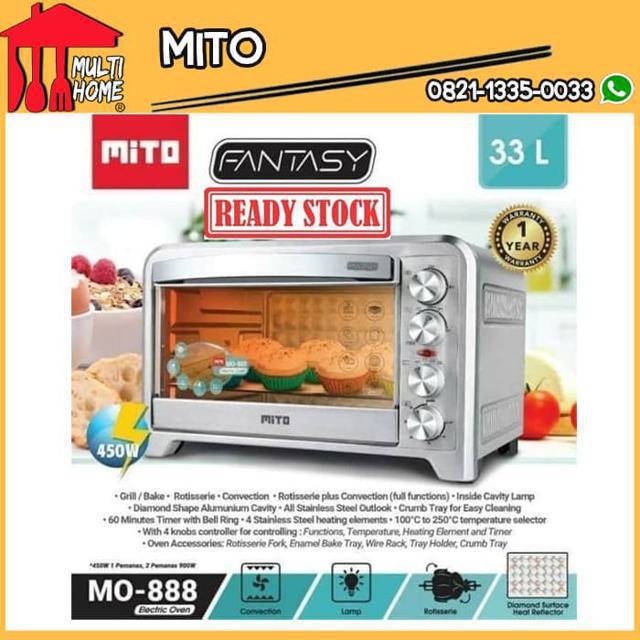 MULTI
HOME®
MITO
0821-1335-0033
MITO
FANTASY
33 L
READY STOCK
WARRANTY
1
YEAR
WARRANTY
FANTASY
MITO
MO-888
MITO
450W
• Grill / Bake • Rotisserie • Convection • Rotisserie plus Convection (full functions) • Inside Cavity Lamp
• Diamond Shape Alumunium Cavity • All Stainless Steel Outlook • Crumb Tray for Easy Cleaning
• 60 Minutes Timer with Bell Ring • 4 Stainless Steel heating elements • 100°C to 250°C temperature selector
• With 4 knobs controller for controlling : Functions, Temperature, Heating Element and Timer
• Oven Accessories: Rotisserie Fork, Enamel Bake Tray, Wire Rack, Tray Holder, Crumb Tray
*450W 1 Pemanas, 2 Pemanas 900W
MO-888
Electric Oven
Convection
Lamp
Rotisserie
Diamond Surface
Heat Reflector